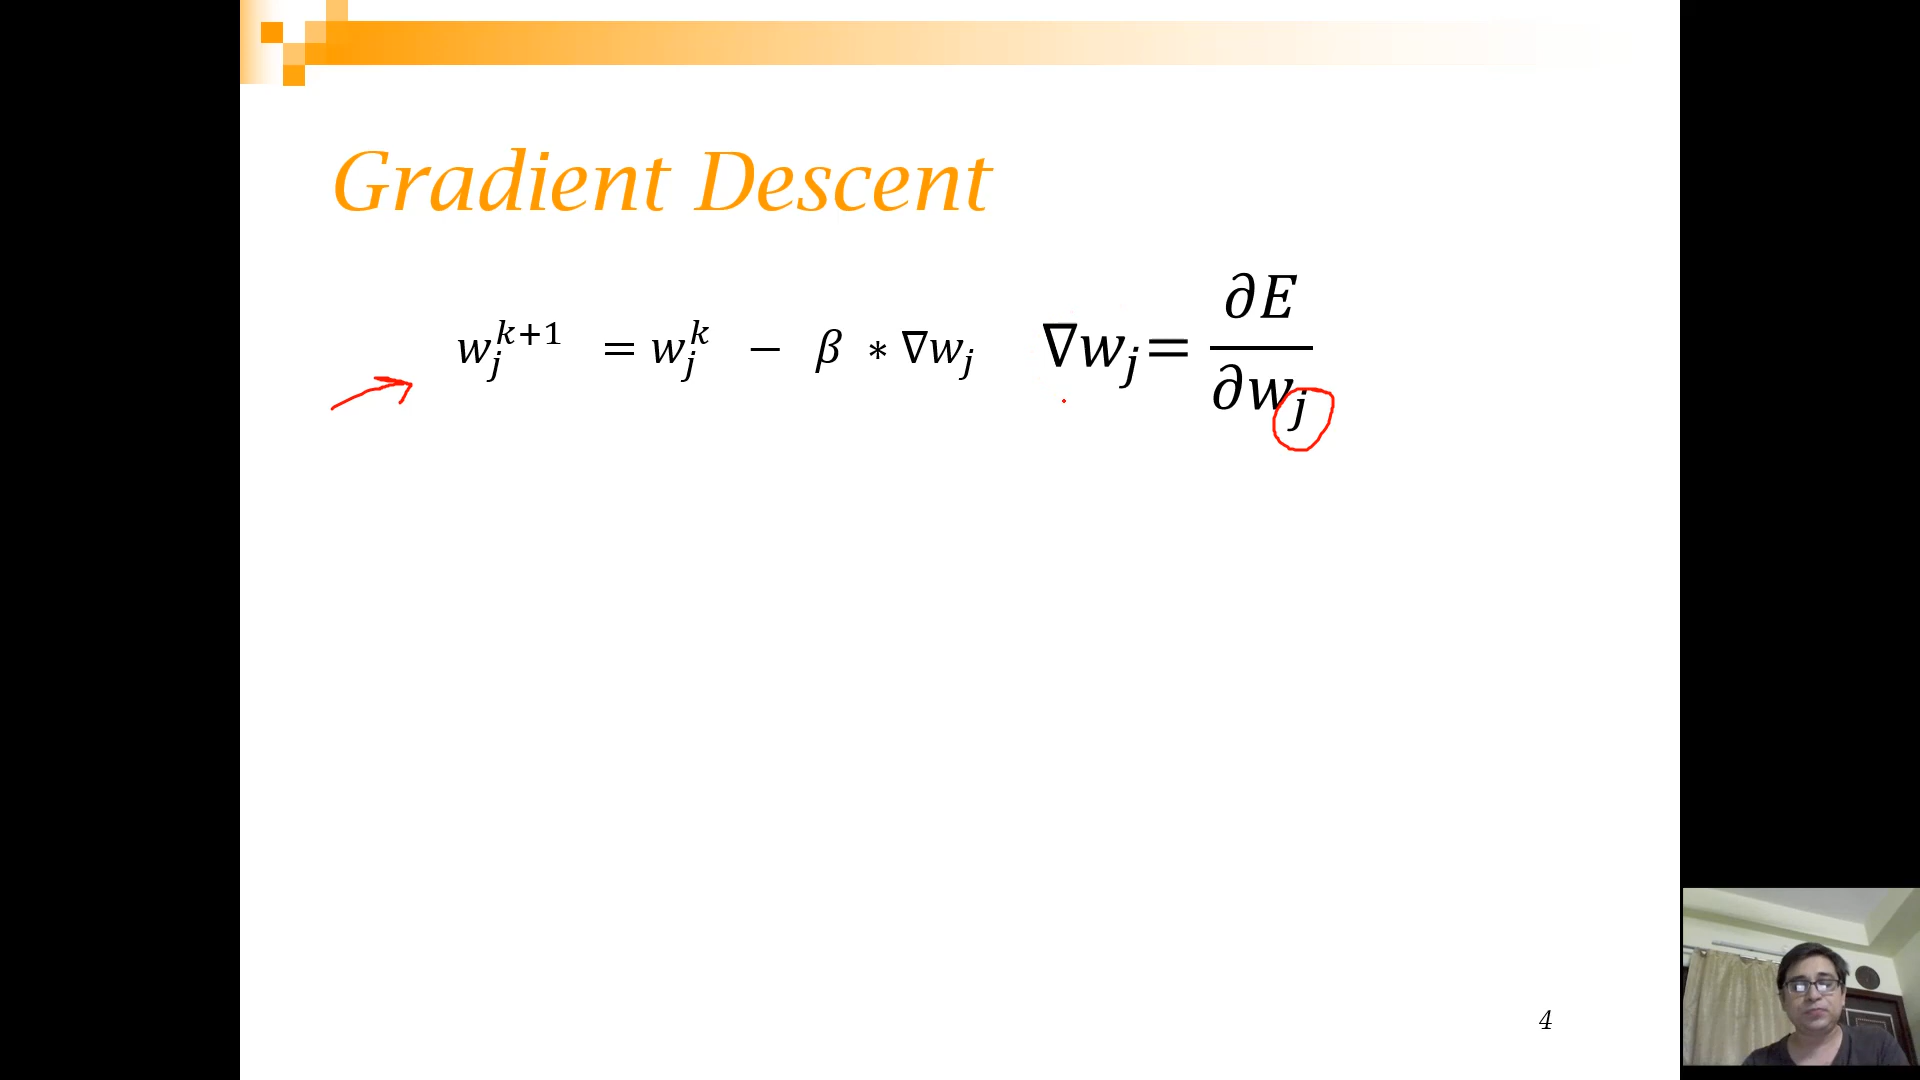 Gradient Descent
w_j^{k+1} = w_j^k − β ∗ ∇w_j    ∇w_j = ∂E/∂w_j
4